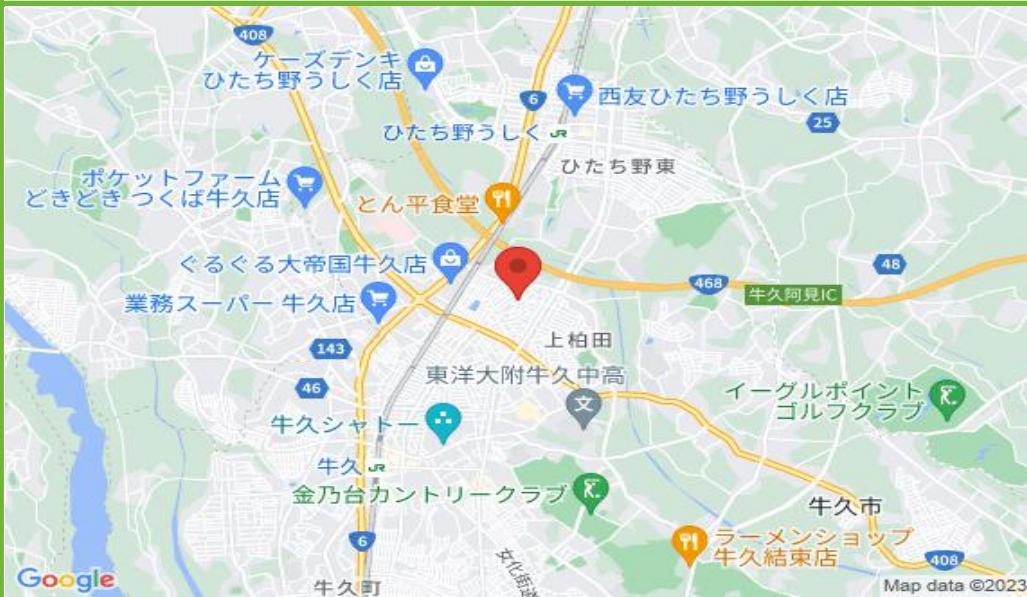 408
ケーズデンキ
ひたち野うしく店
6
西友ひたち野うしく店
25
ひたち野うしく JR
ひたち野東
ポケットファーム
どきどき つくば牛久店
とん平食堂
ぐるぐる大帝国牛久店
48
468
牛久阿見IC
業務スーパー 牛久店
143
上柏田
46
東洋大附牛久中高
文
イーグルポイント
ゴルフクラブ
牛久シャトー
牛久 JR
金乃台カントリークラブ
牛久市
6
ラーメンショップ
牛久結束店
文化街道
408
牛久町
Google
Map data ©2023